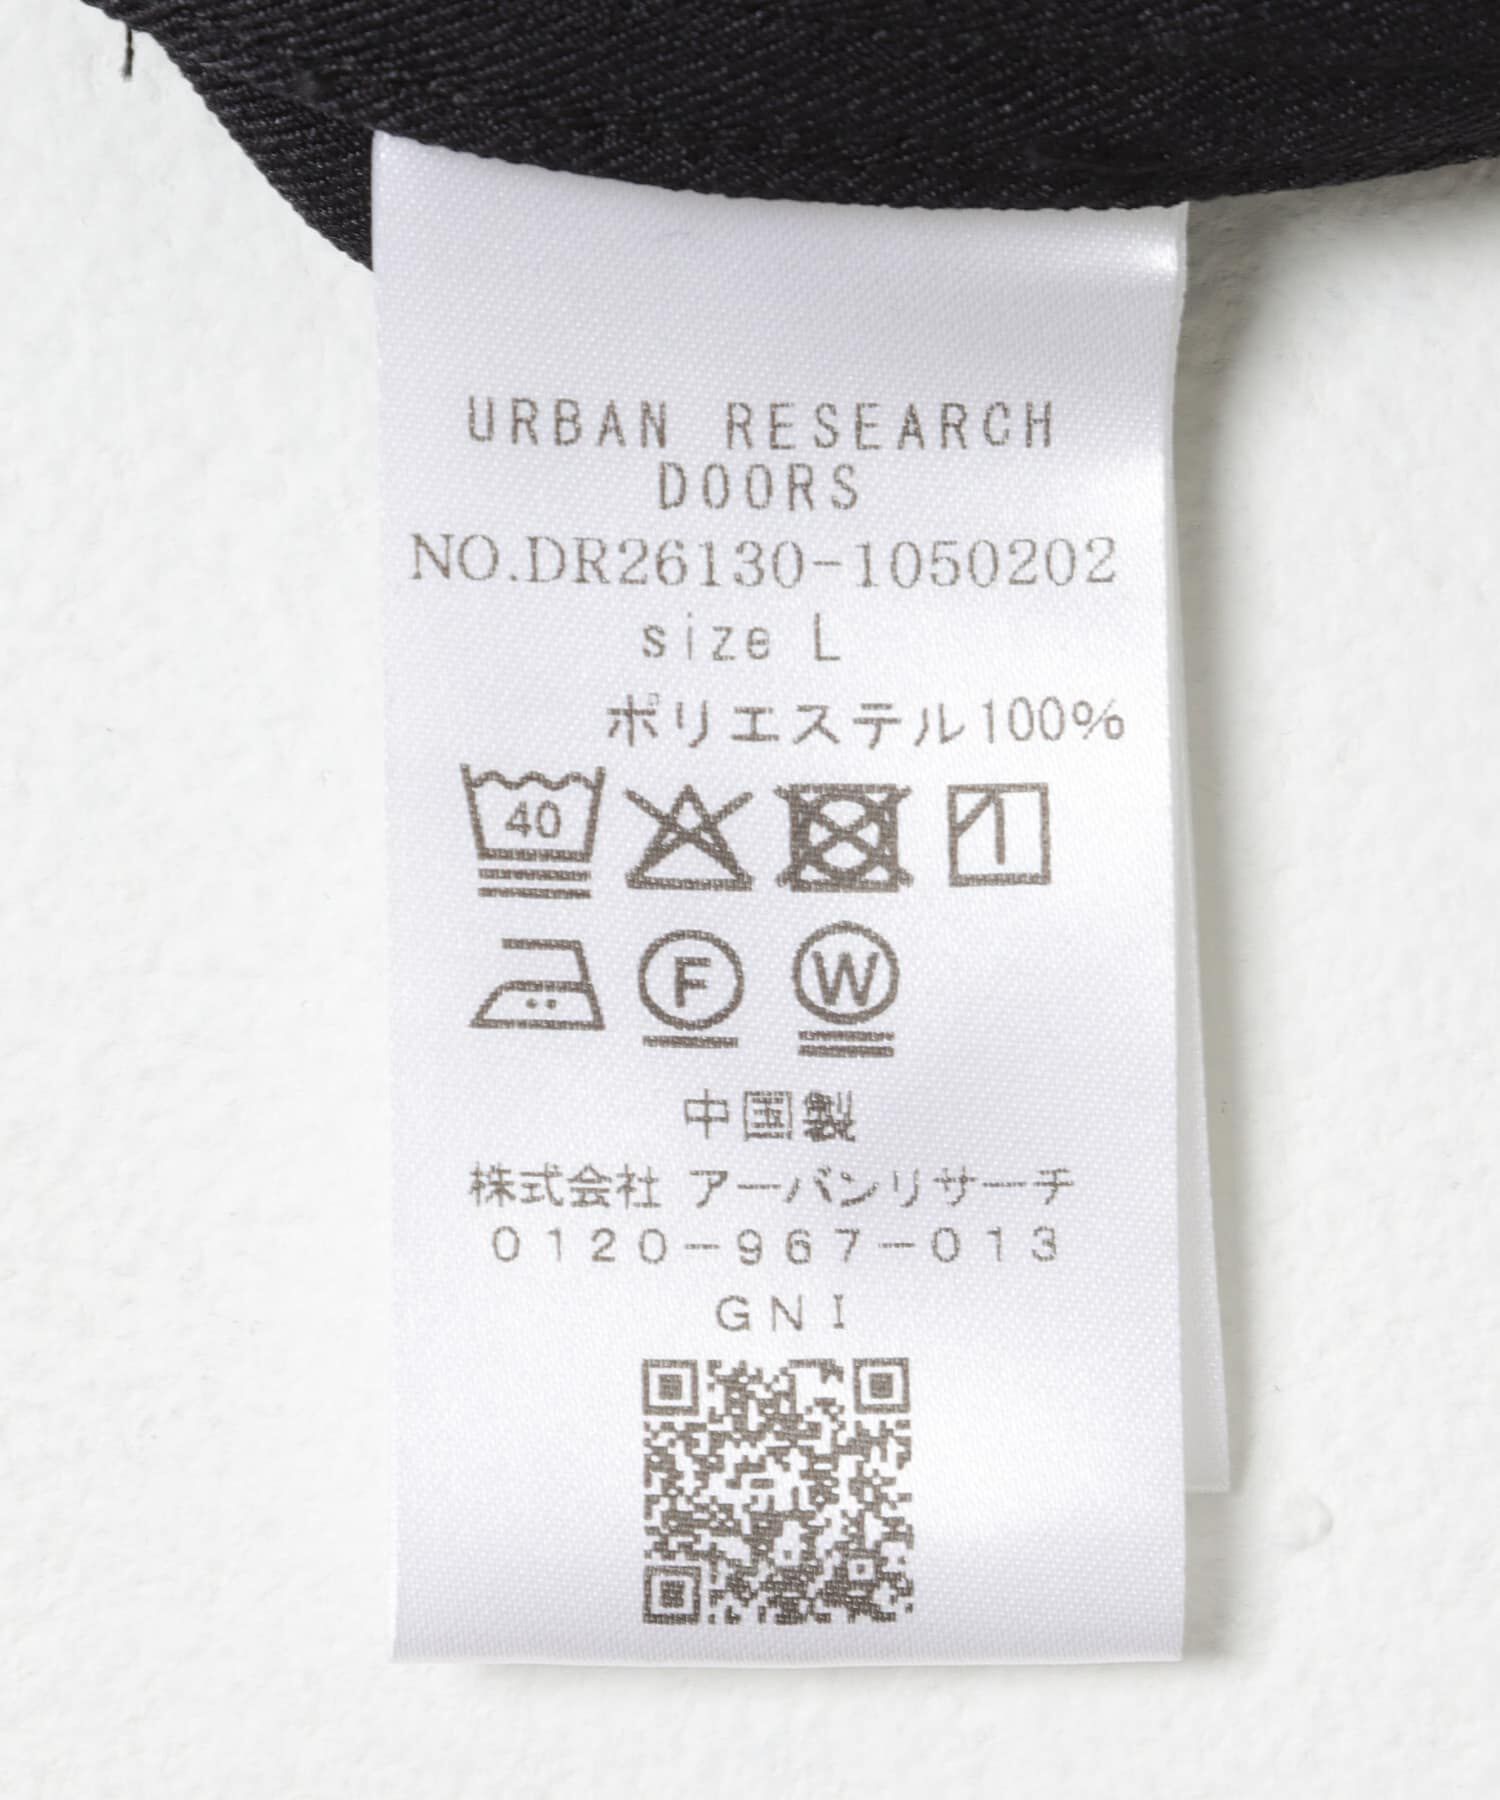 URBAN RESEARCH
DOORS
NO.DR26130-1050202
size L
ポリエステル100%
40
F
W
中国製
株式会社 アーバンリサーチ
0120-967-013
GNI